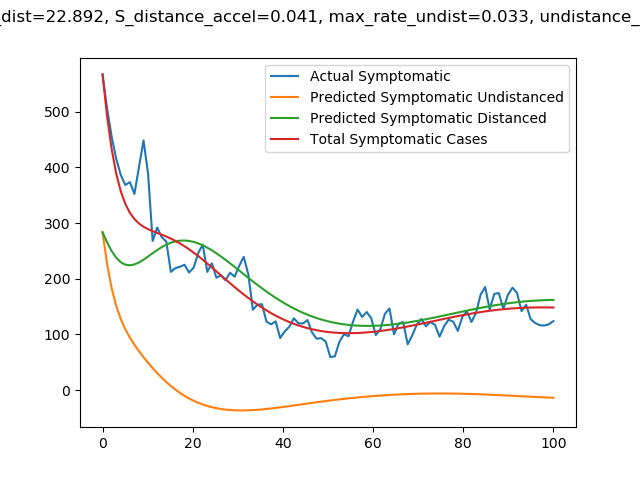 _dist=22.892, S_distance_accel=0.041, max_rate_undist=0.033, undistance_
Actual Symptomatic
Predicted Symptomatic Undistanced
Predicted Symptomatic Distanced
Total Symptomatic Cases
500
400
300
200
100
0
0 20 40 60 80 100